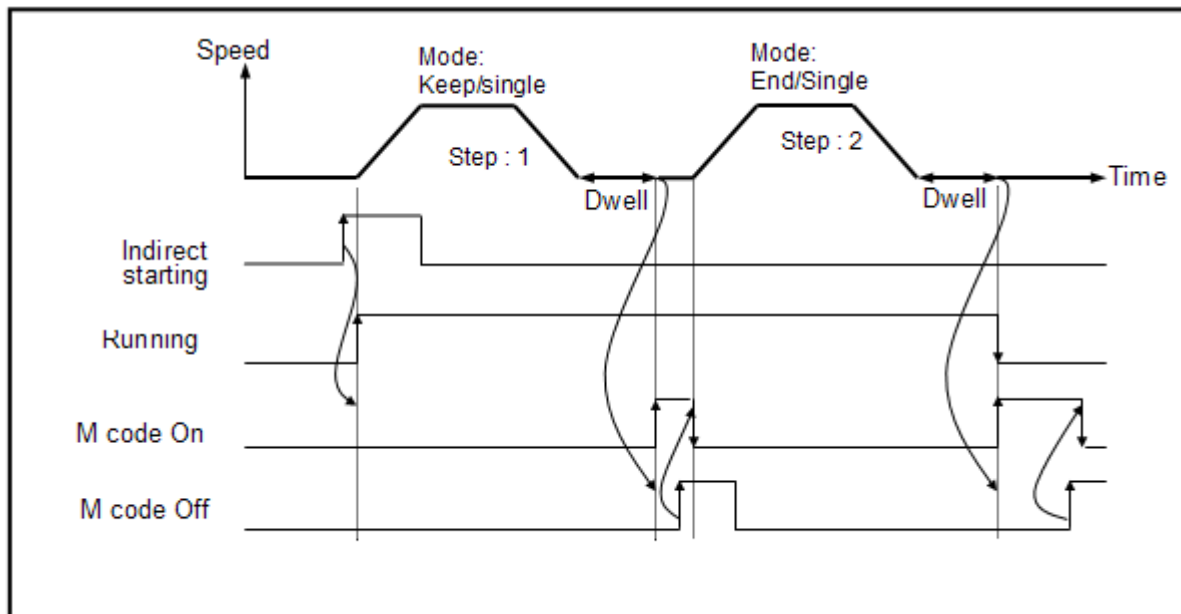 Speed
Mode:
Keep/single
Mode:
End/Single
Step : 1
Step : 2
Dwell
Dwell
Time
Indirect
starting
Running
M code On
M code Off